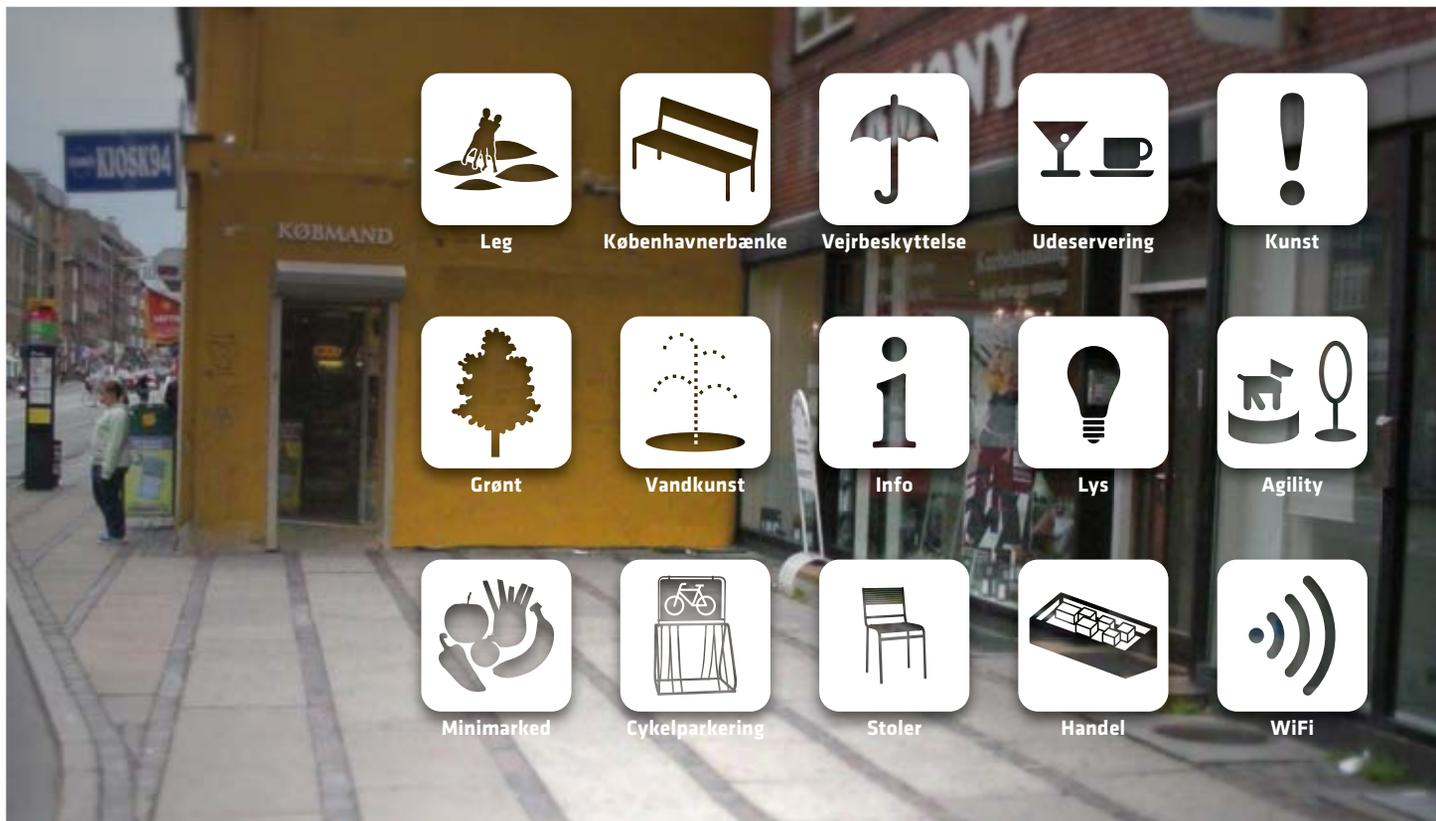 KIOSK94
KØBMAND
Leg
Københavnerbænke
Vejrbeskyttelse
Udeservering
Kunst
Grønt
Vandkunst
Info
Lys
Agility
Minimarked
Cykelparkering
Stoler
Handel
WiFi